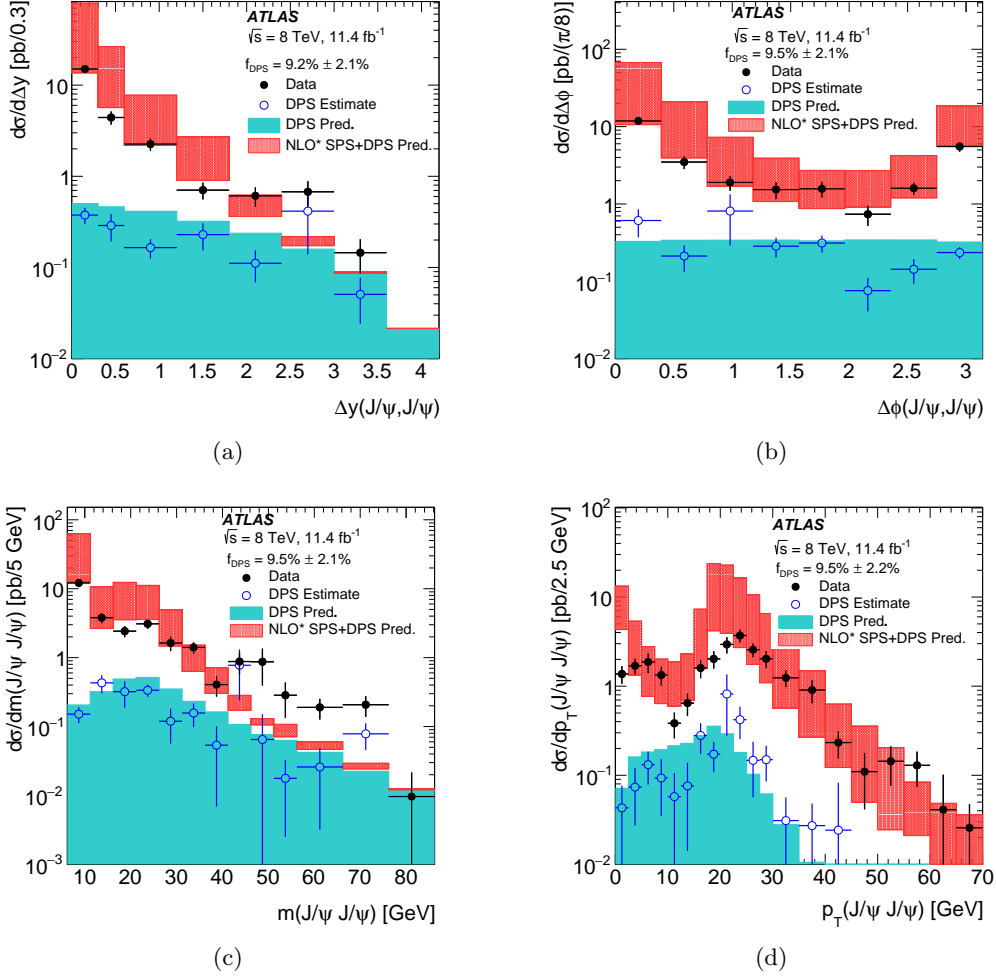 dσ/dΔy [pb/0.3]
10
1
10⁻¹
10⁻²
ATLAS
√s = 8 TeV, 11.4 fb⁻¹
f_DPS = 9.2% ± 2.1%
Data
DPS Estimate
DPS Pred.
NLO* SPS+DPS Pred.
0 0.5 1 1.5 2 2.5 3 3.5 4
Δy(J/ψ,J/ψ)
(a)
dσ/dΔϕ [pb/(π/8)]
10²
10
1
10⁻¹
10⁻²
ATLAS
√s = 8 TeV, 11.4 fb⁻¹
f_DPS = 9.5% ± 2.1%
Data
DPS Estimate
DPS Pred.
NLO* SPS+DPS Pred.
0 0.5 1 1.5 2 2.5 3
Δϕ(J/ψ,J/ψ)
(b)
dσ/dm(J/ψ J/ψ) [pb/5 GeV]
10²
10
1
10⁻¹
10⁻²
10⁻³
ATLAS
√s = 8 TeV, 11.4 fb⁻¹
f_DPS = 9.5% ± 2.1%
Data
DPS Estimate
DPS Pred.
NLO* SPS+DPS Pred.
10 20 30 40 50 60 70 80
m(J/ψ J/ψ) [GeV]
(c)
dσ/dp_T(J/ψ J/ψ) [pb/2.5 GeV]
10²
10
1
10⁻¹
10⁻²
ATLAS
√s = 8 TeV, 11.4 fb⁻¹
f_DPS = 9.5% ± 2.2%
Data
DPS Estimate
DPS Pred.
NLO* SPS+DPS Pred.
0 10 20 30 40 50 60 70
p_T(J/ψ J/ψ) [GeV]
(d)